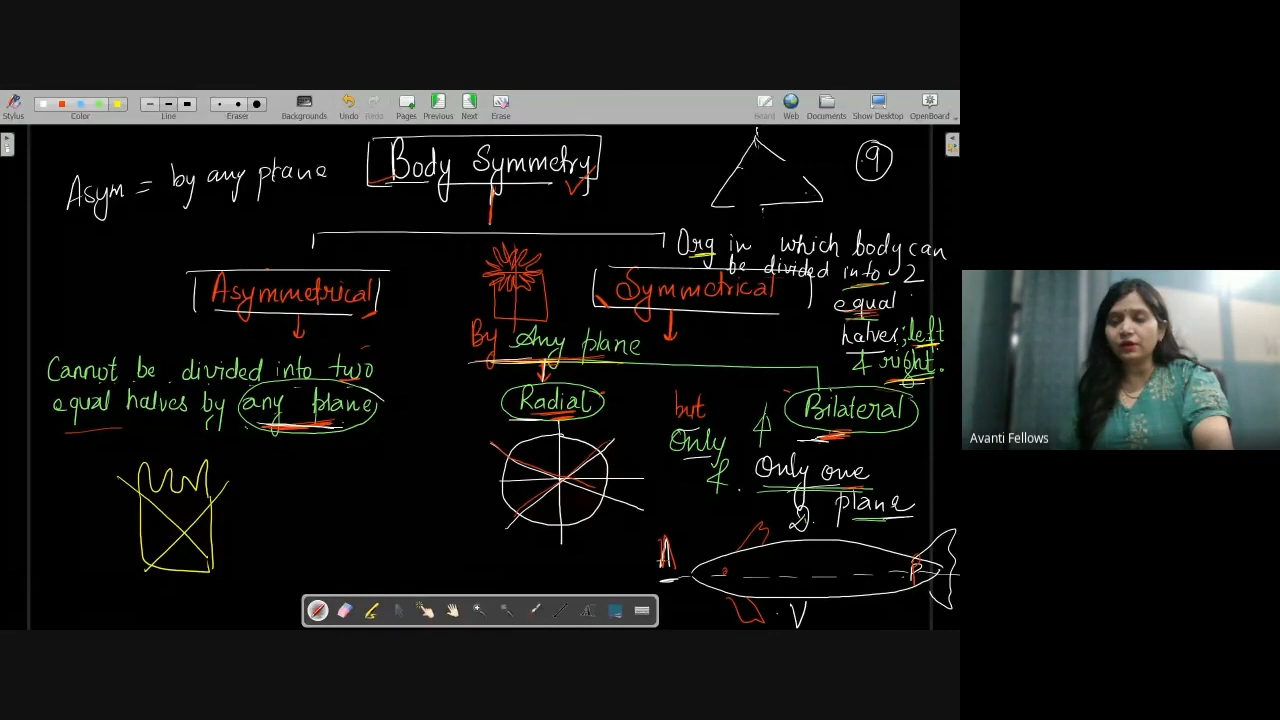 Stylus
Color
Line
Eraser
Backgrounds
Undo
Redo
Pages
Previous
Next
Erase
Board
Web
Documents
Show Desktop
OpenBoard
Body Symmetry
9
Asym = by any plane
Org in which body can
be divided into 2
equal
halves; left
& right.
Asymmetrical
Symmetrical
By Any plane
Cannot be divided into two
equal halves by any plane
Radial
but
Only
Bilateral
Only one
plane
D.
A
P
V
Avanti Fellows